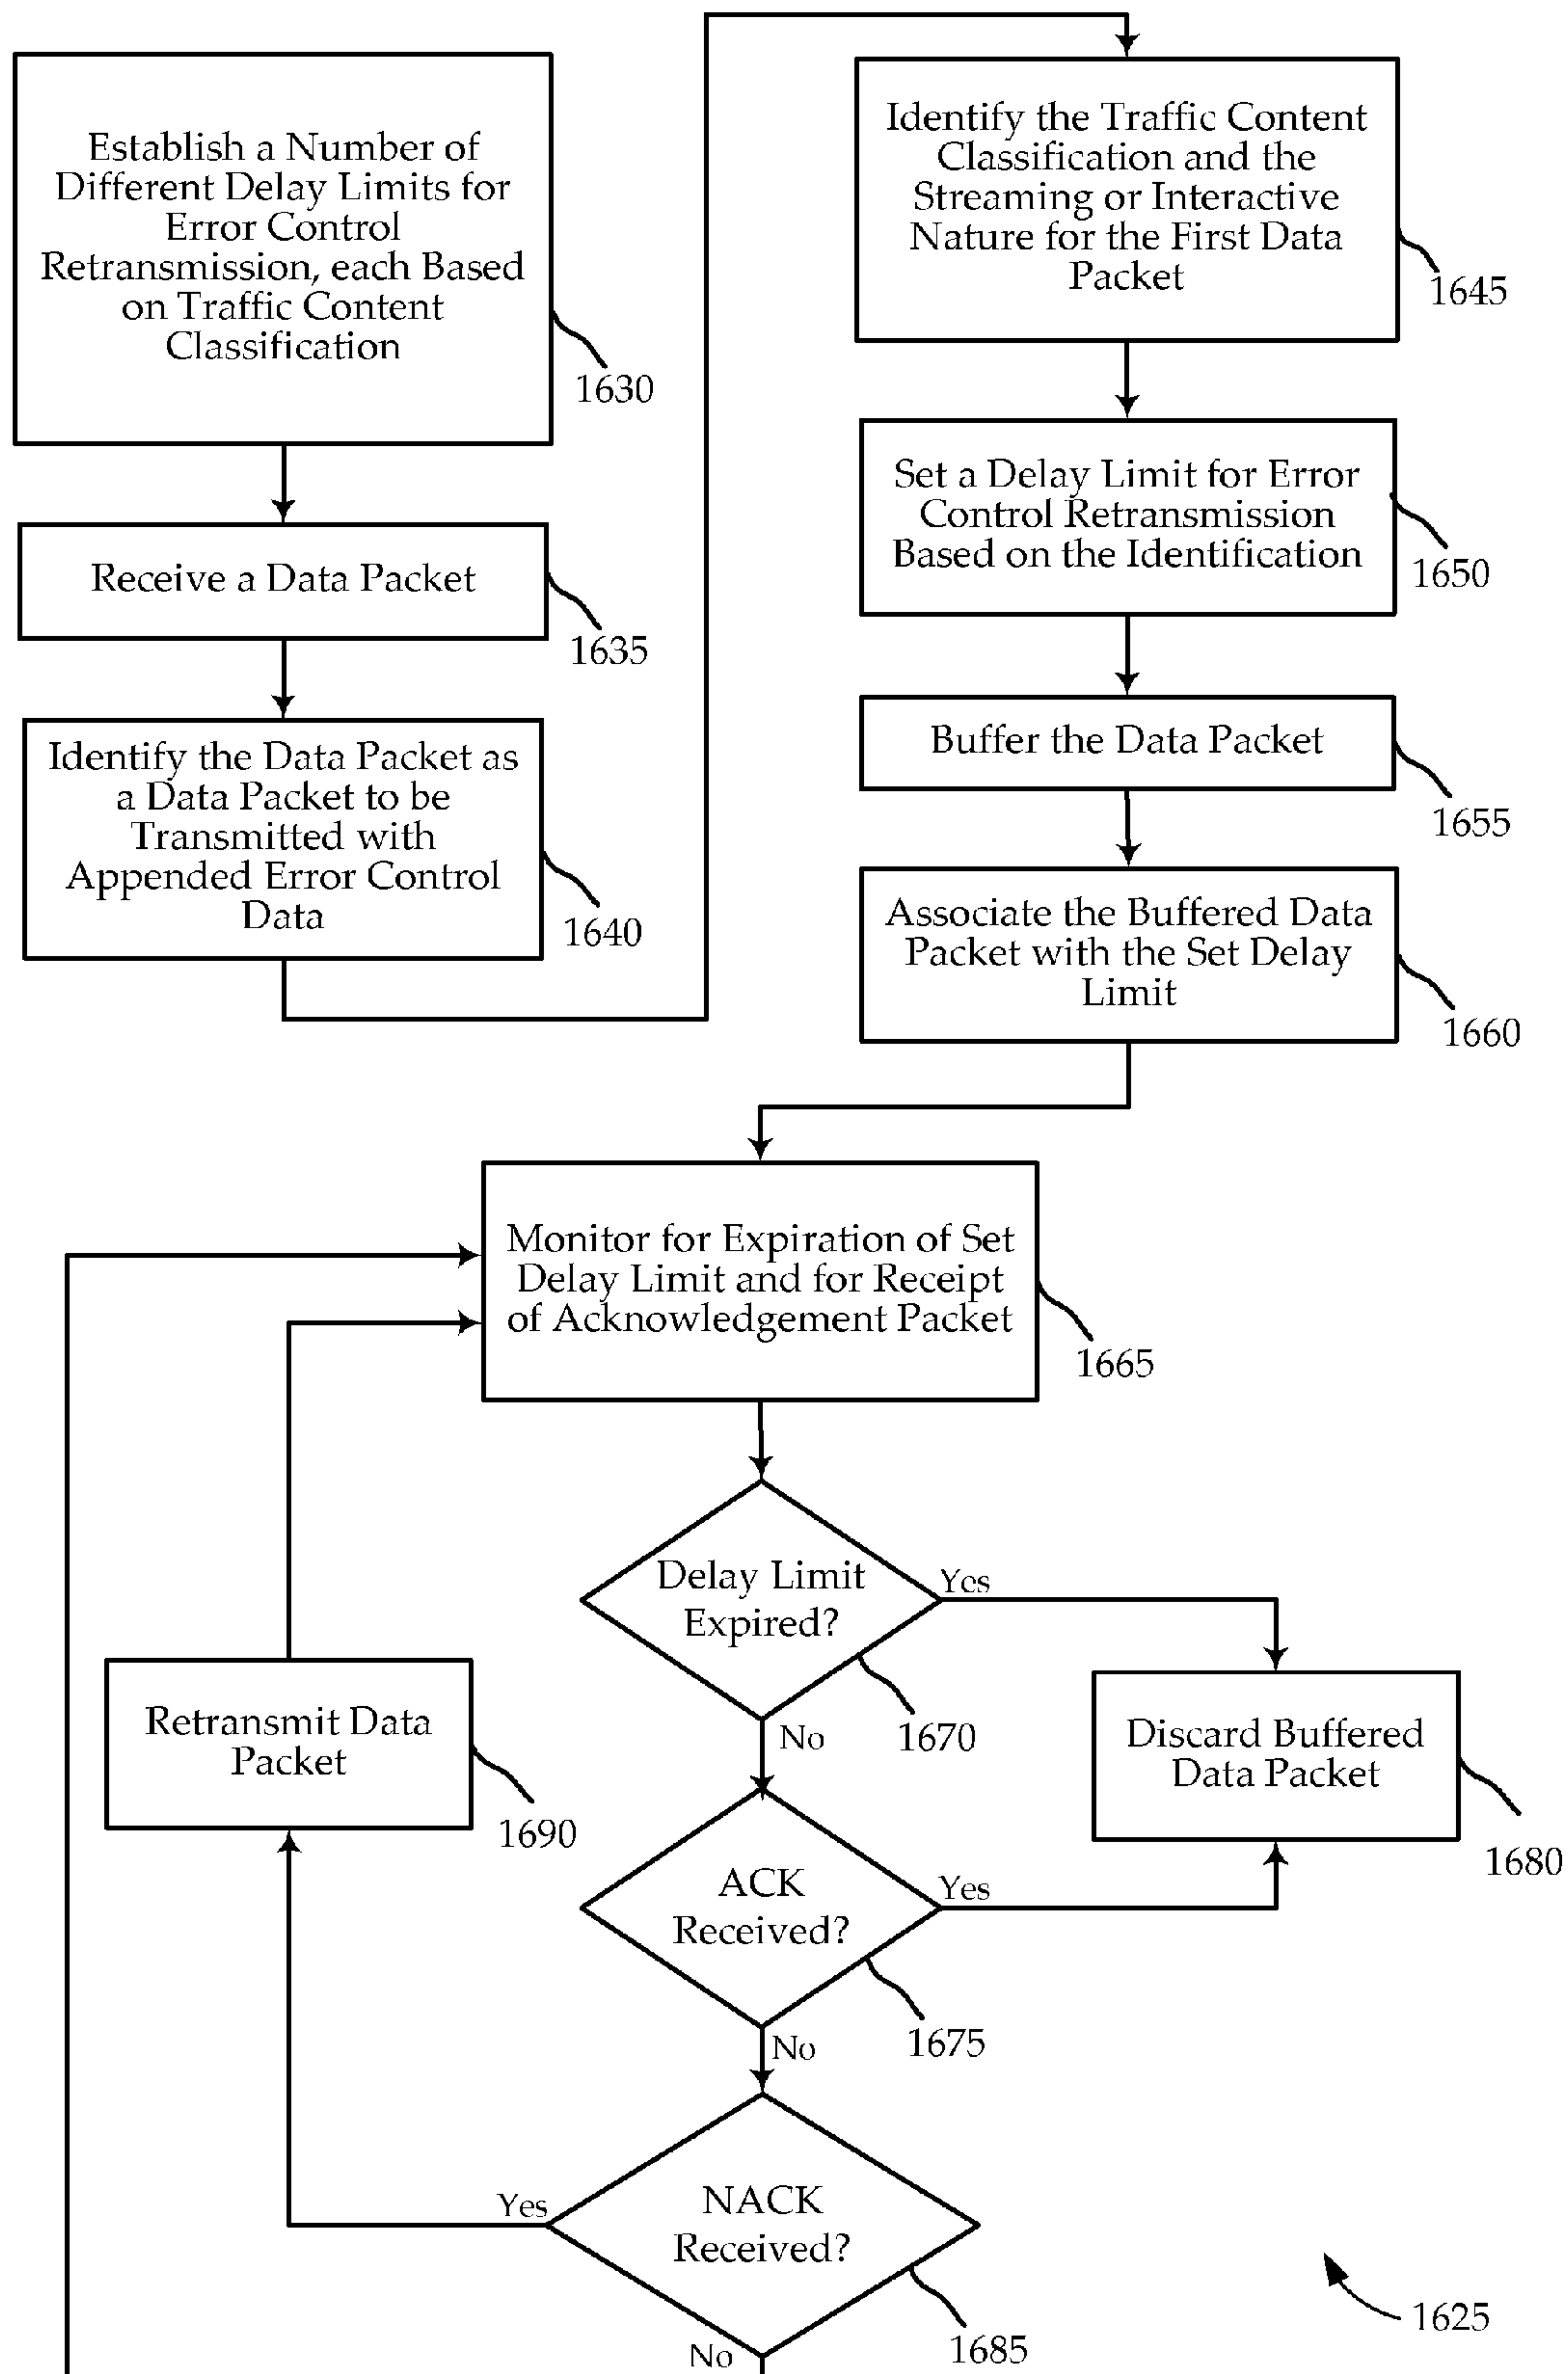 Establish a Number of
Different Delay Limits for
Error Control
Retransmission, each Based
on Traffic Content
Classification
1630
Receive a Data Packet
1635
Identify the Data Packet as
a Data Packet to be
Transmitted with
Appended Error Control
Data
1640
Identify the Traffic Content
Classification and the
Streaming or Interactive
Nature for the First Data
Packet
1645
Set a Delay Limit for Error
Control Retransmission
Based on the Identification
1650
Buffer the Data Packet
1655
Associate the Buffered Data
Packet with the Set Delay
Limit
1660
Monitor for Expiration of Set
Delay Limit and for Receipt
of Acknowledgement Packet
1665
Delay Limit
Expired?
Yes
1670
No
Retransmit Data
Packet
1690
Discard Buffered
Data Packet
1680
ACK
Received?
Yes
1675
No
NACK
Received?
Yes
1685
No
1625